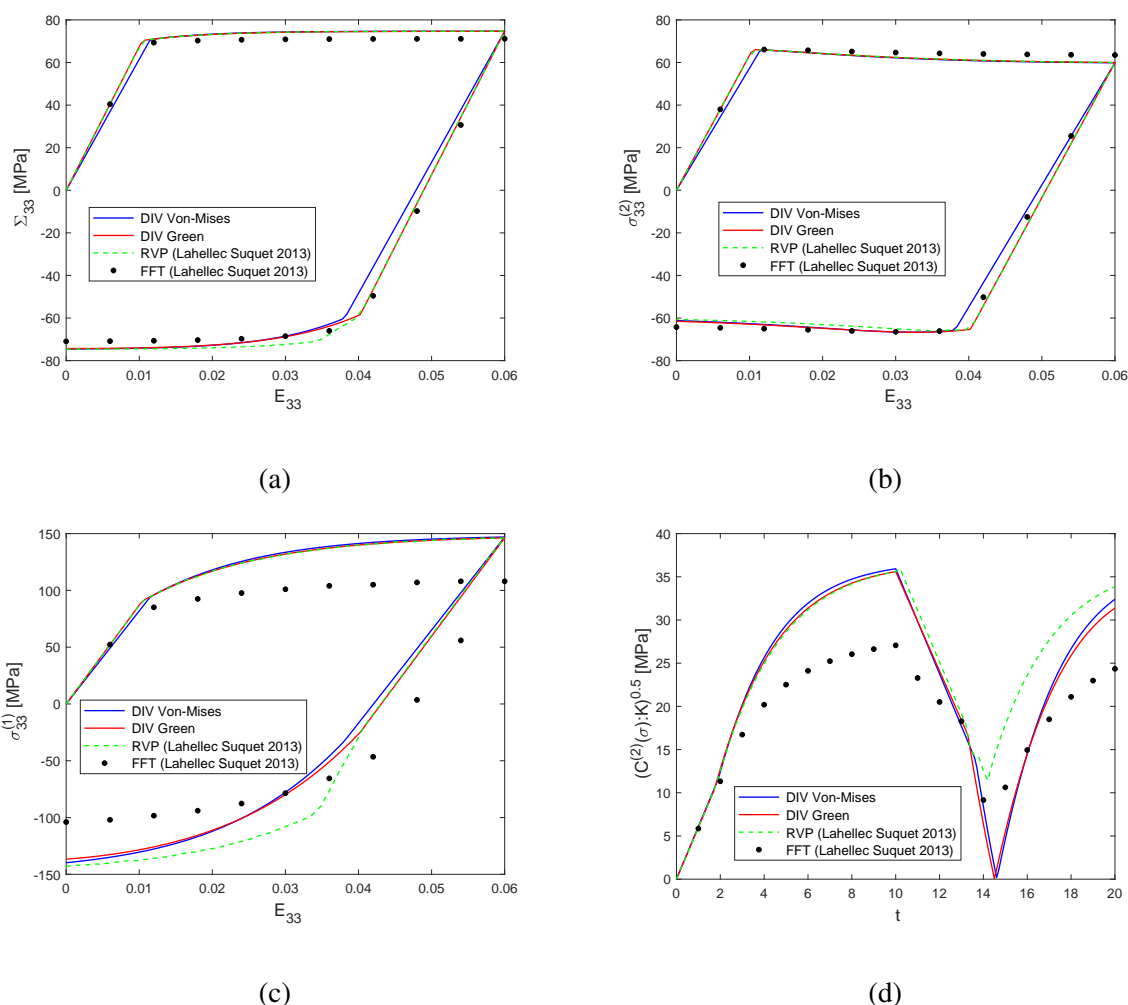 80
60
40
20
0
-20
-40
-60
-80
Σ33 [MPa]
DIV Von-Mises
DIV Green
RVP (Lahellec Suquet 2013)
FFT (Lahellec Suquet 2013)
0 0.01 0.02 0.03 0.04 0.05 0.06
E33
(a)
80
60
40
20
0
-20
-40
-60
-80
σ33(2) [MPa]
DIV Von-Mises
DIV Green
RVP (Lahellec Suquet 2013)
FFT (Lahellec Suquet 2013)
0 0.01 0.02 0.03 0.04 0.05 0.06
E33
(b)
150
100
50
0
-50
-100
-150
σ33(1) [MPa]
DIV Von-Mises
DIV Green
RVP (Lahellec Suquet 2013)
FFT (Lahellec Suquet 2013)
0 0.01 0.02 0.03 0.04 0.05 0.06
E33
(c)
40
35
30
25
20
15
10
5
0
(C(2)(σ):K)0.5 [MPa]
DIV Von-Mises
DIV Green
RVP (Lahellec Suquet 2013)
FFT (Lahellec Suquet 2013)
0 2 4 6 8 10 12 14 16 18 20
t
(d)